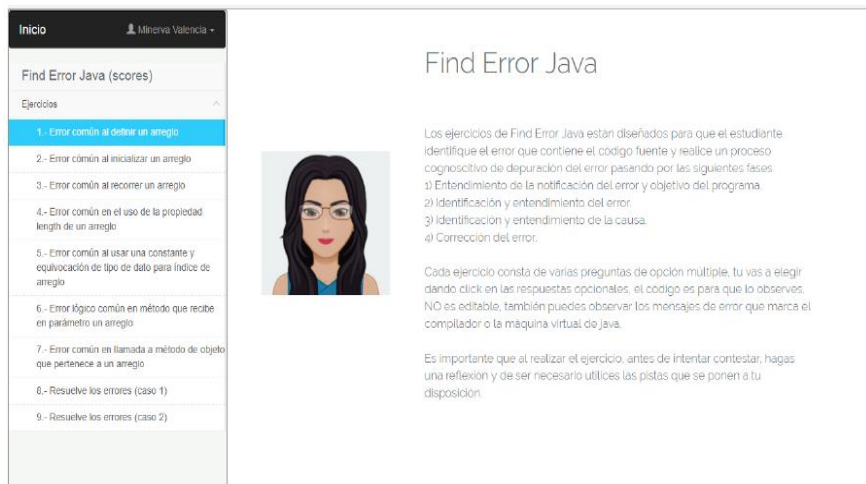 Inicio
Minerva Valencia
Find Error Java (scores)
Ejercicios
1.- Error común al definir un arreglo
2.- Error común al inicializar un arreglo
3.- Error común al recorrer un arreglo
4.- Error común en el uso de la propiedad
length de un arreglo
5.- Error común al usar una constante y
equivocación de tipo de dato para índice de
arreglo
6.- Error lógico común en método que recibe
en parámetro un arreglo
7.- Error común en llamada a método de objeto
que pertenece a un arreglo
8.- Resuelve los errores (caso 1)
9.- Resuelve los errores (caso 2)
Find Error Java
Los ejercicios de Find Error Java están diseñados para que el estudiante
identifique el error que contiene el código fuente y realice un proceso
cognoscitivo de depuración del error pasando por las siguientes fases
1) Entendimiento de la notificación del error y objetivo del programa.
2) Identificación y entendimiento del error.
3) Identificación y entendimiento de la causa.
4) Corrección del error.
Cada ejercicio consta de varias preguntas de opción múltiple, tu vas a elegir
dando click en las respuestas opcionales, el código es para que lo observes,
NO es editable, también puedes observar los mensajes de error que marca el
compilador o la máquina virtual de java.
Es importante que al realizar el ejercicio, antes de intentar contestar, hagas
una reflexión y de ser necesario utilices las pistas que se ponen a tu
disposición.